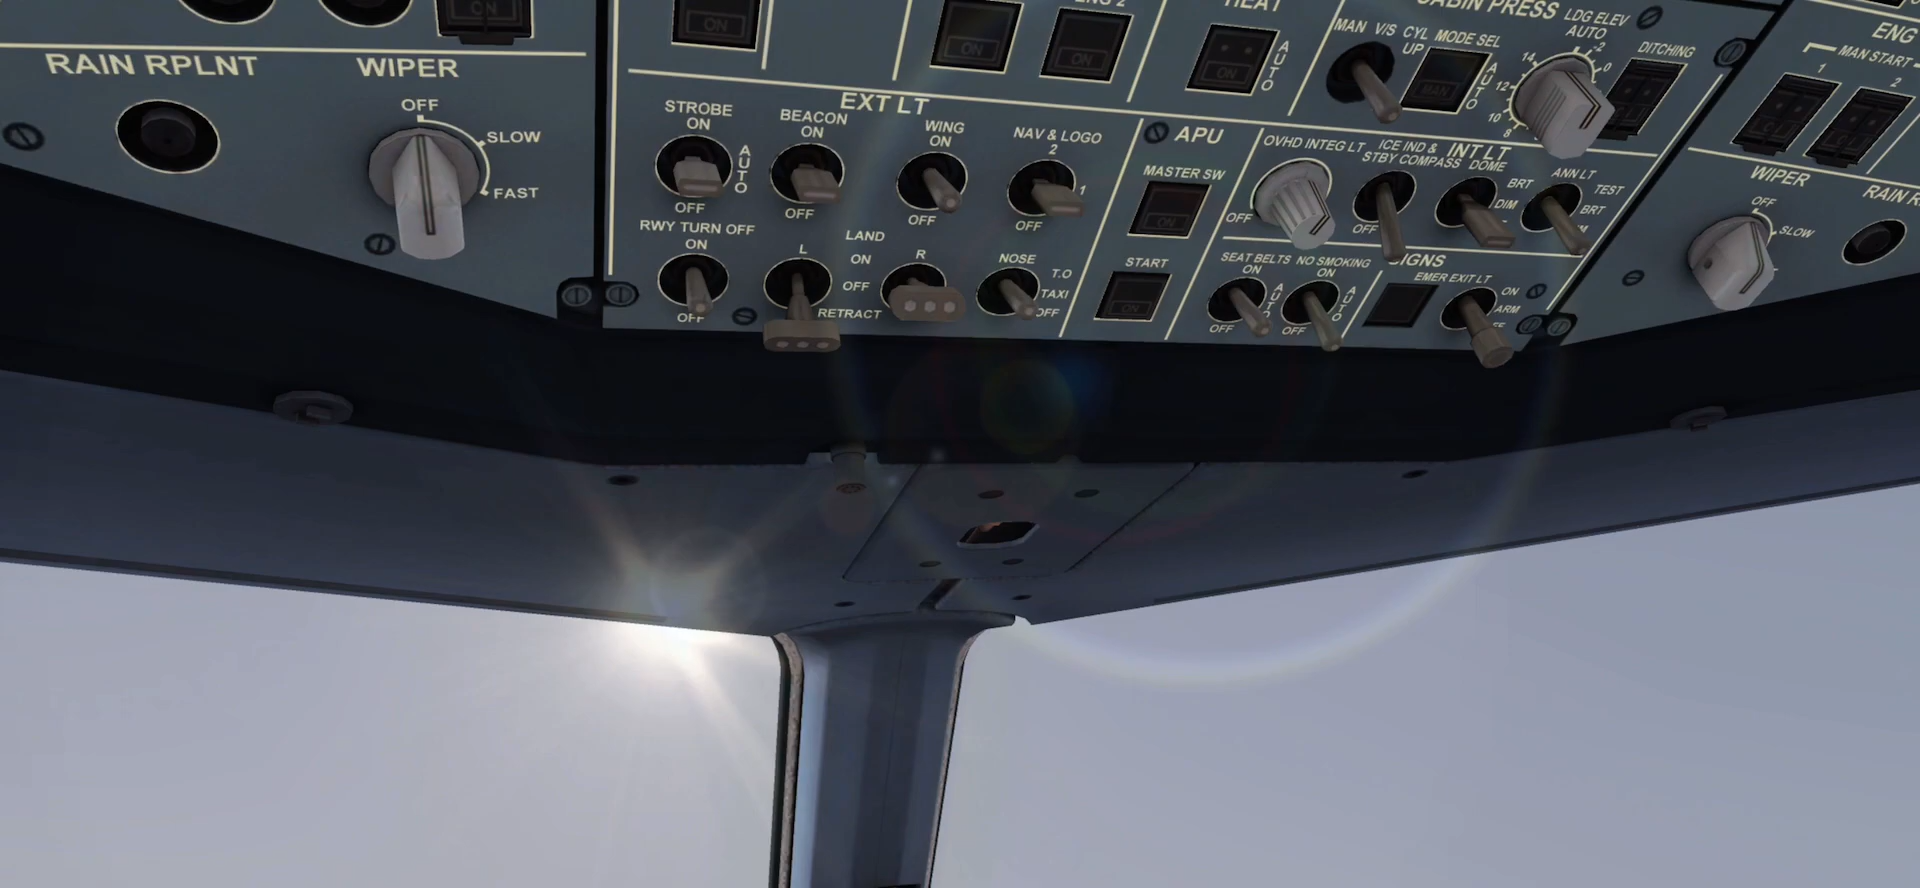 ON
RAIN RPLNT
WIPER
OFF
SLOW
FAST
ON
ON
ON
HEAT
ON
AUTO
CABIN PRESS
MAN V/S CYL
UP
MODE SEL
MAN
AUTO
LDG ELEV
AUTO
-2
0
14
12
10
8
DITCHING
ENG
MAN START
1
2
EXT LT
STROBE
ON
AUTO
OFF
BEACON
ON
OFF
WING
ON
OFF
NAV & LOGO
2
1
OFF
RWY TURN OFF
ON
OFF
LAND
L
ON
R
OFF
RETRACT
NOSE
T.O
TAXI
OFF
APU
MASTER SW
ON
START
ON
INT LT
OVHD INTEG LT
OFF
ICE IND &
STBY COMPASS
OFF
DOME
BRT
DIM
ANN LT
TEST
BRT
SIGNS
SEAT BELTS
ON
AUTO
OFF
NO SMOKING
ON
AUTO
OFF
EMER EXIT LT
ON
ARM
WIPER
OFF
SLOW